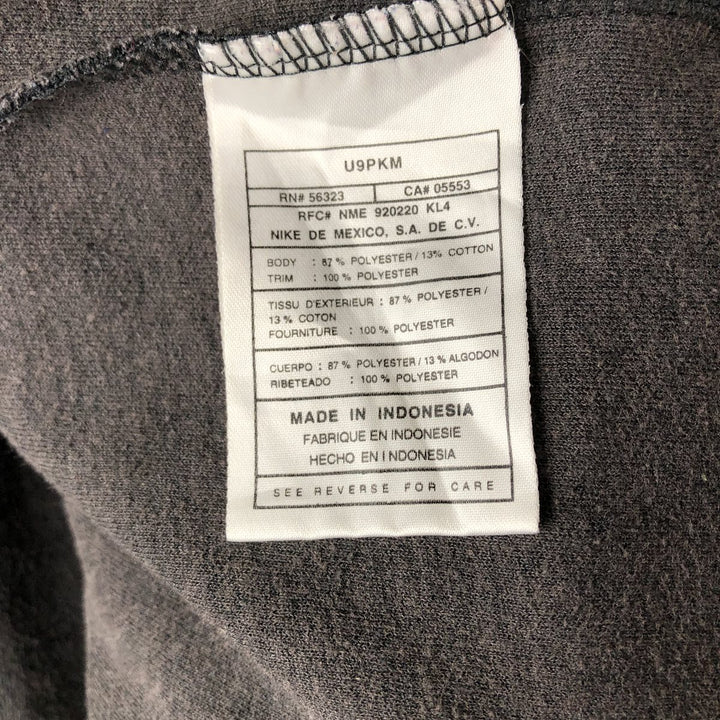 U9PKM
RN# 56323 CA# 05553
RFC# NME 920220 KL4
NIKE DE MEXICO, S.A. DE C.V.
BODY : 87 % POLYESTER / 13% COTTON
TRIM : 100 % POLYESTER
TISSU D'EXTERIEUR : 87 % POLYESTER /
13 % COTON
FOURNITURE : 100 % POLYESTER
CUERPO : 87 % POLYESTER / 13 % ALGODON
RIBETEADO : 100 % POLYESTER
MADE IN INDONESIA
FABRIQUE EN INDONESIE
HECHO EN INDONESIA
SEE REVERSE FOR CARE